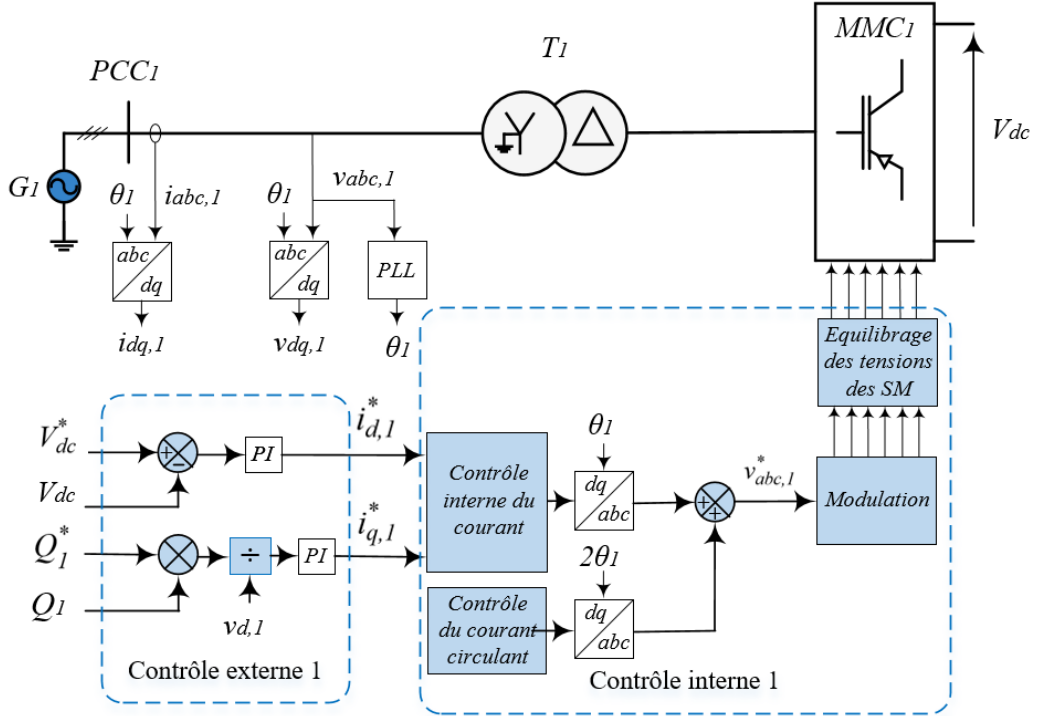 MMC1
T1
PCC1
Vdc
G1
θ1
iabc,1
θ1
vabc,1
abc
dq
abc
dq
PLL
idq,1
vdq,1
θ1
Equilibrage
des tensions
des SM
V*dc
+
−
PI
i*d,1
Vdc
Q*1
÷
PI
i*q,1
Q1
vd,1
Contrôle externe 1
Contrôle
interne du
courant
θ1
dq
abc
+
+
v*abc,1
Modulation
2θ1
Contrôle
du courant
circulant
dq
abc
Contrôle interne 1